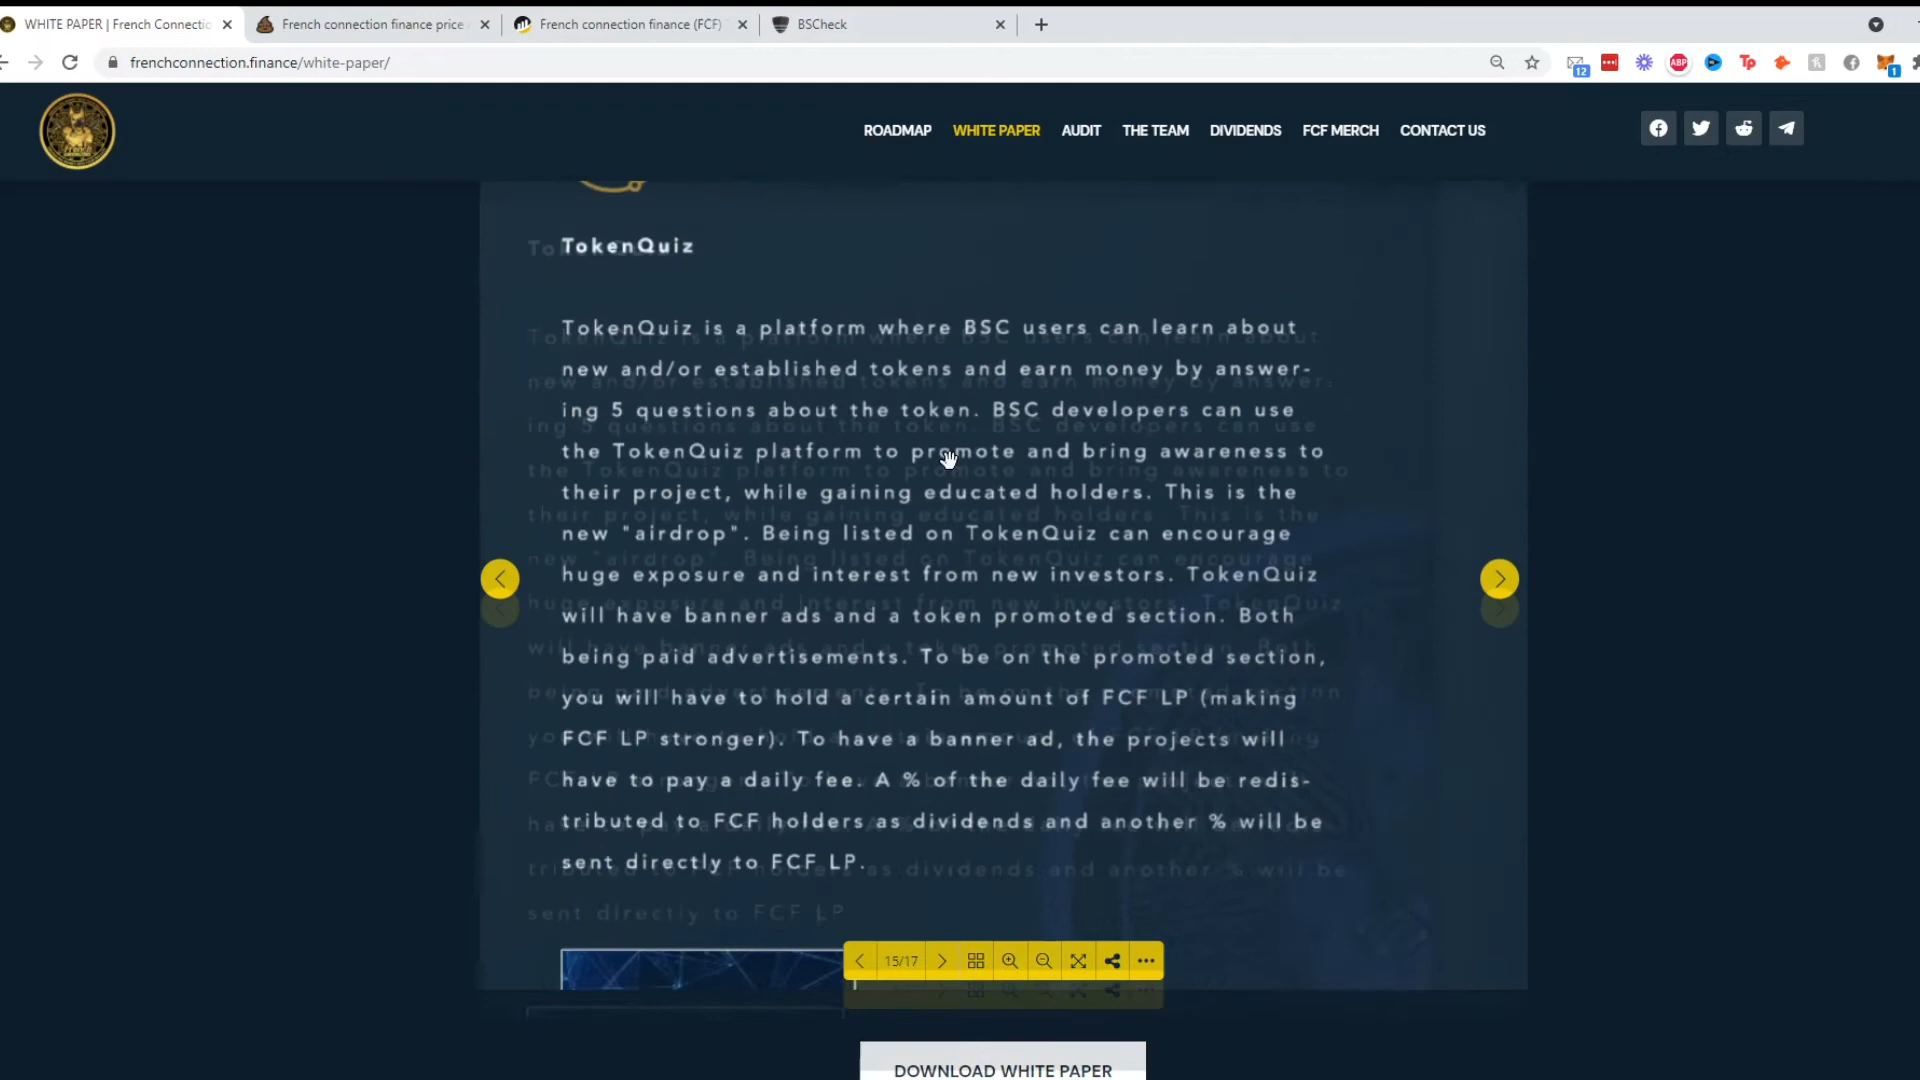 WHITE PAPER | French Connectio
French connection finance price
French connection finance (FCF)
BSCheck
frenchconnection.finance/white-paper/
12
ABP
Tp
1
ROADMAP
WHITE PAPER
AUDIT
THE TEAM
DIVIDENDS
FCF MERCH
CONTACT US
TokenQuiz
TokenQuiz is a platform where BSC users can learn about
new and/or established tokens and earn money by answer-
ing 5 questions about the token. BSC developers can use
the TokenQuiz platform to promote and bring awareness to
their project, while gaining educated holders. This is the
new "airdrop". Being listed on TokenQuiz can encourage
huge exposure and interest from new investors. TokenQuiz
will have banner ads and a token promoted section. Both
being paid advertisements. To be on the promoted section,
you will have to hold a certain amount of FCF LP (making
FCF LP stronger). To have a banner ad, the projects will
have to pay a daily fee. A % of the daily fee will be redis-
tributed to FCF holders as dividends and another % will be
sent directly to FCF LP.
15/17
DOWNLOAD WHITE PAPER